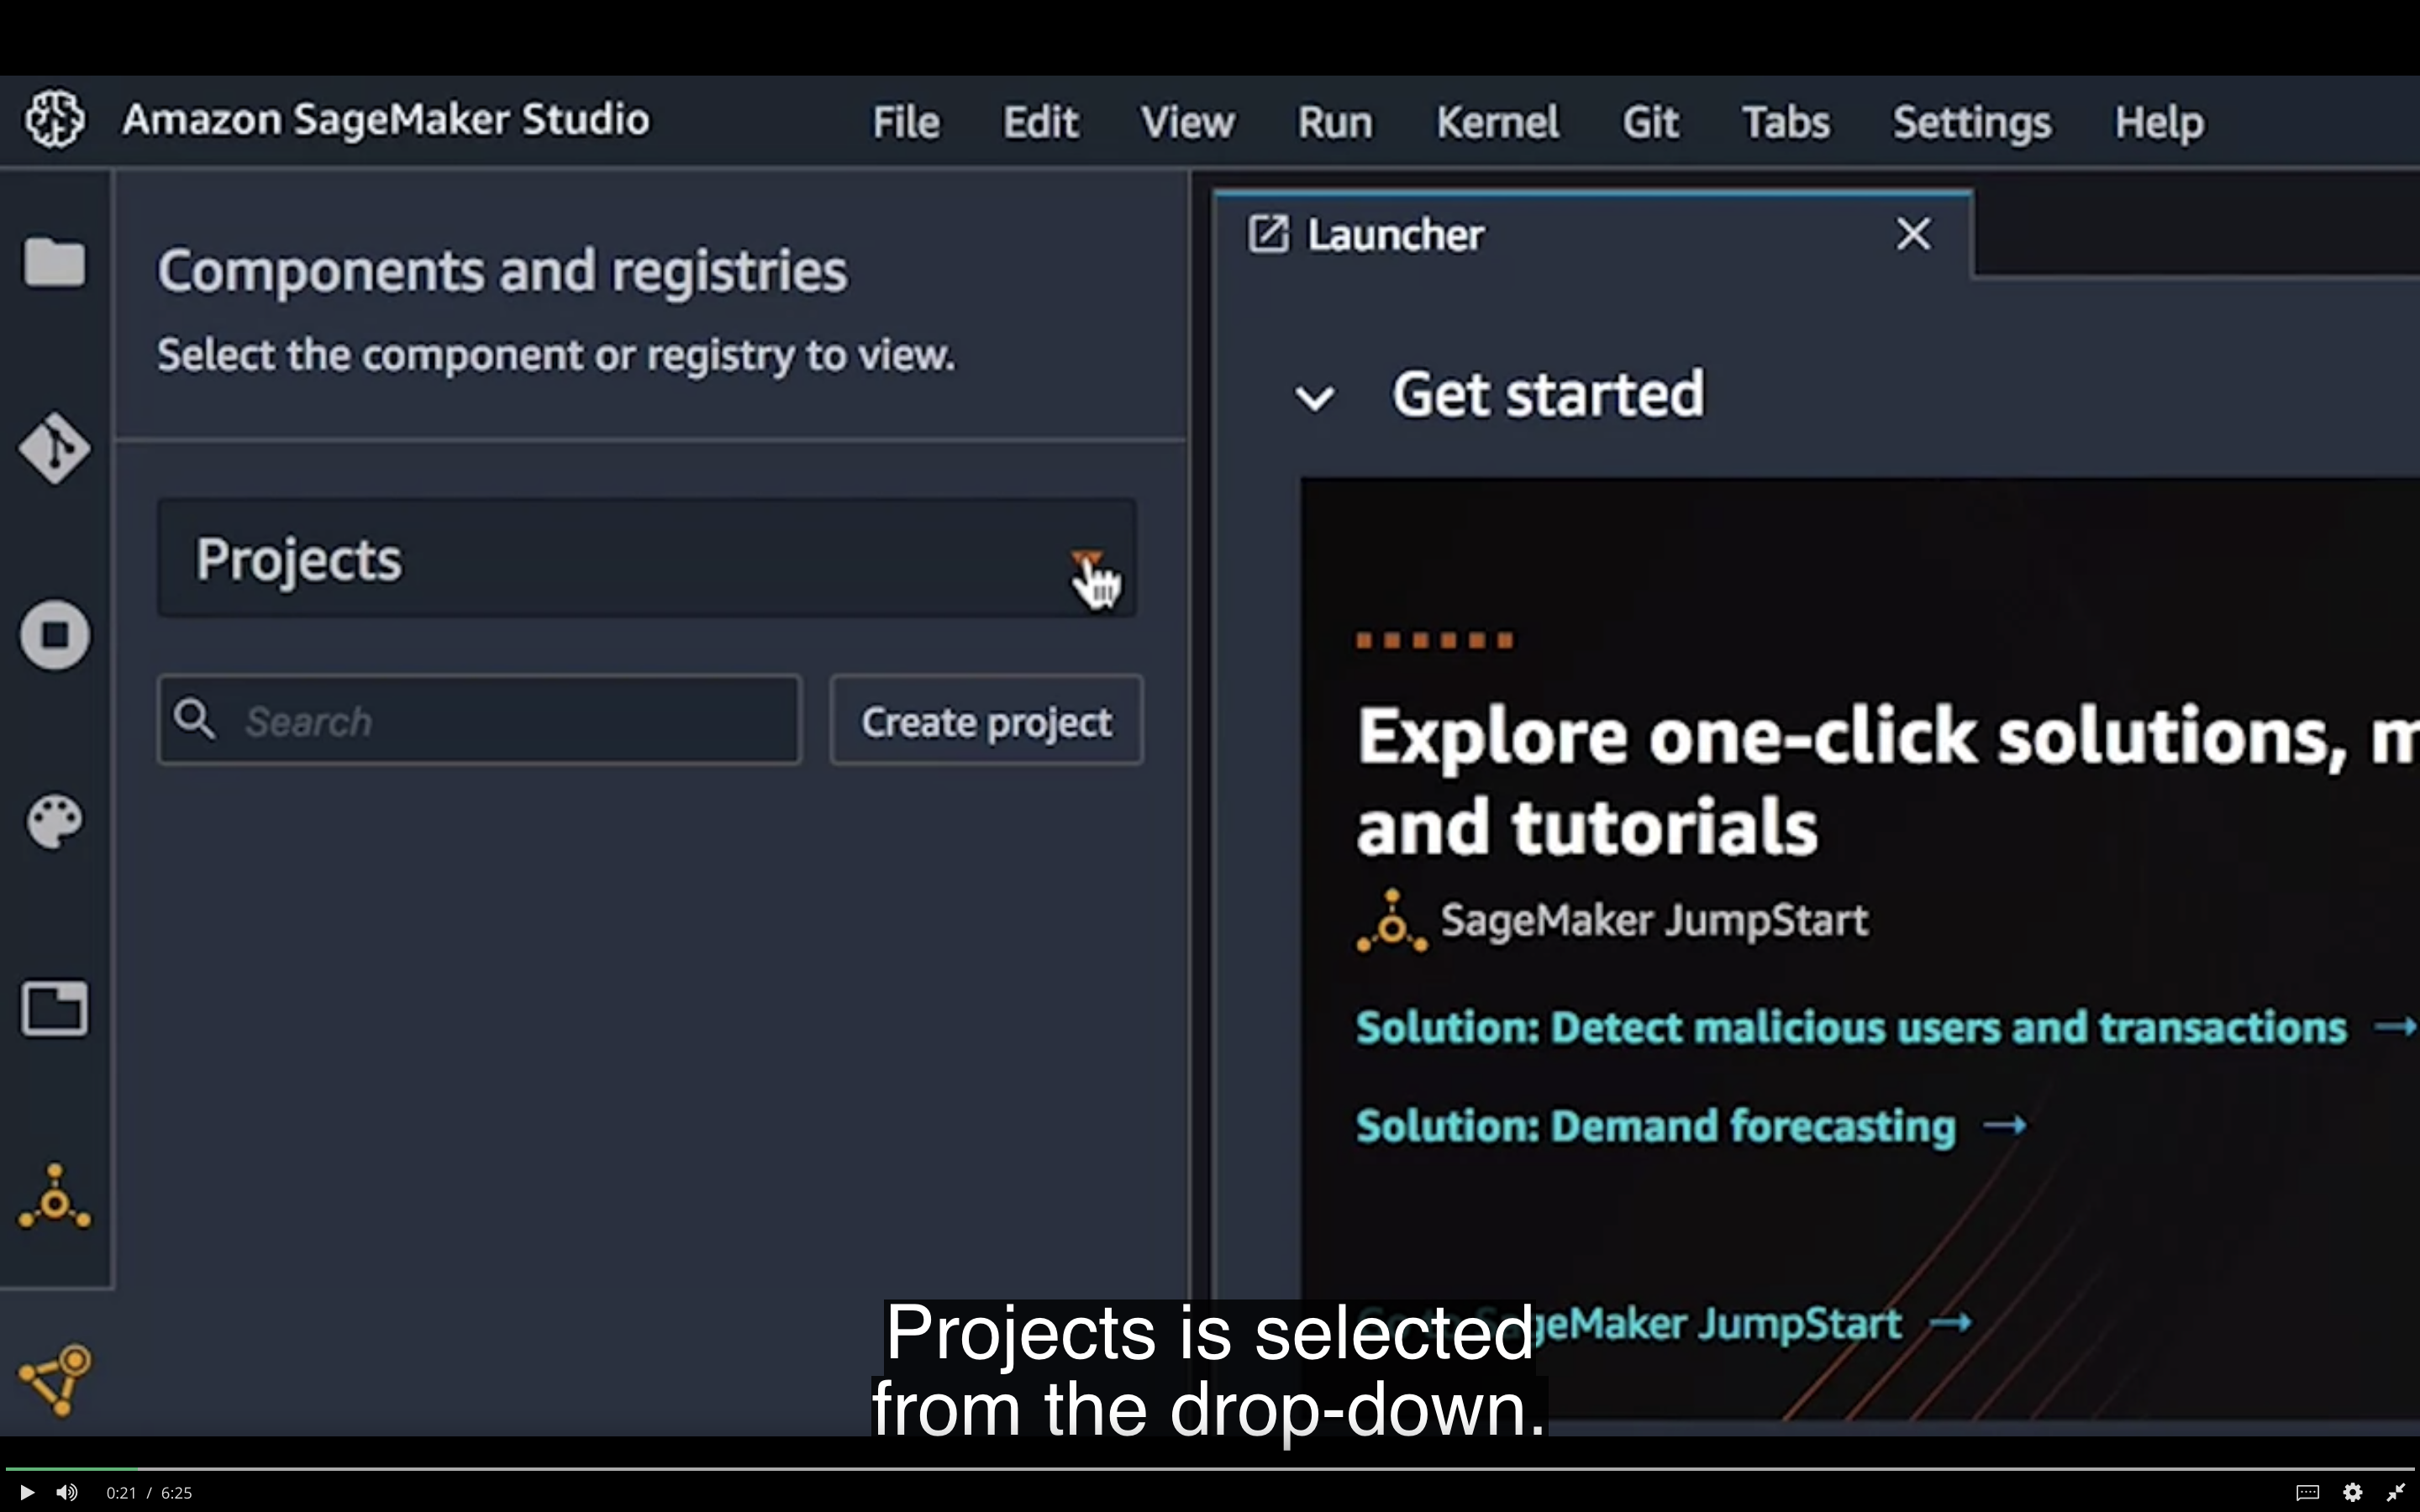 Amazon SageMaker Studio
File Edit View Run Kernel Git Tabs Settings Help
Components and registries
Select the component or registry to view.
Projects
Search
Create project
Launcher
Get started
Explore one-click solutions, m
and tutorials
SageMaker JumpStart
Solution: Detect malicious users and transactions →
Solution: Demand forecasting →
Go to SageMaker JumpStart →
Projects is selected
from the drop-down.
0:21 / 6:25